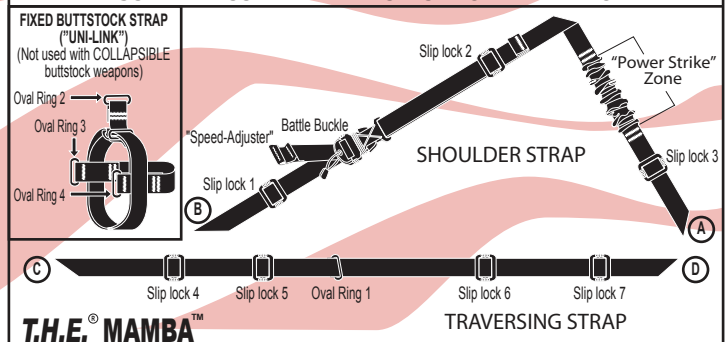 FIXED BUTTSTOCK STRAP
("UNI-LINK")
(Not used with COLLAPSIBLE
buttstock weapons)
Oval Ring 2
Oval Ring 3
Oval Ring 4
Slip lock 2
"Power Strike"
Zone
Battle Buckle
"Speed-Adjuster"
SHOULDER STRAP
Slip lock 3
Slip lock 1
B
A
C
D
Slip lock 4
Slip lock 5
Oval Ring 1
Slip lock 6
Slip lock 7
T.H.E.® MAMBA™
TRAVERSING STRAP